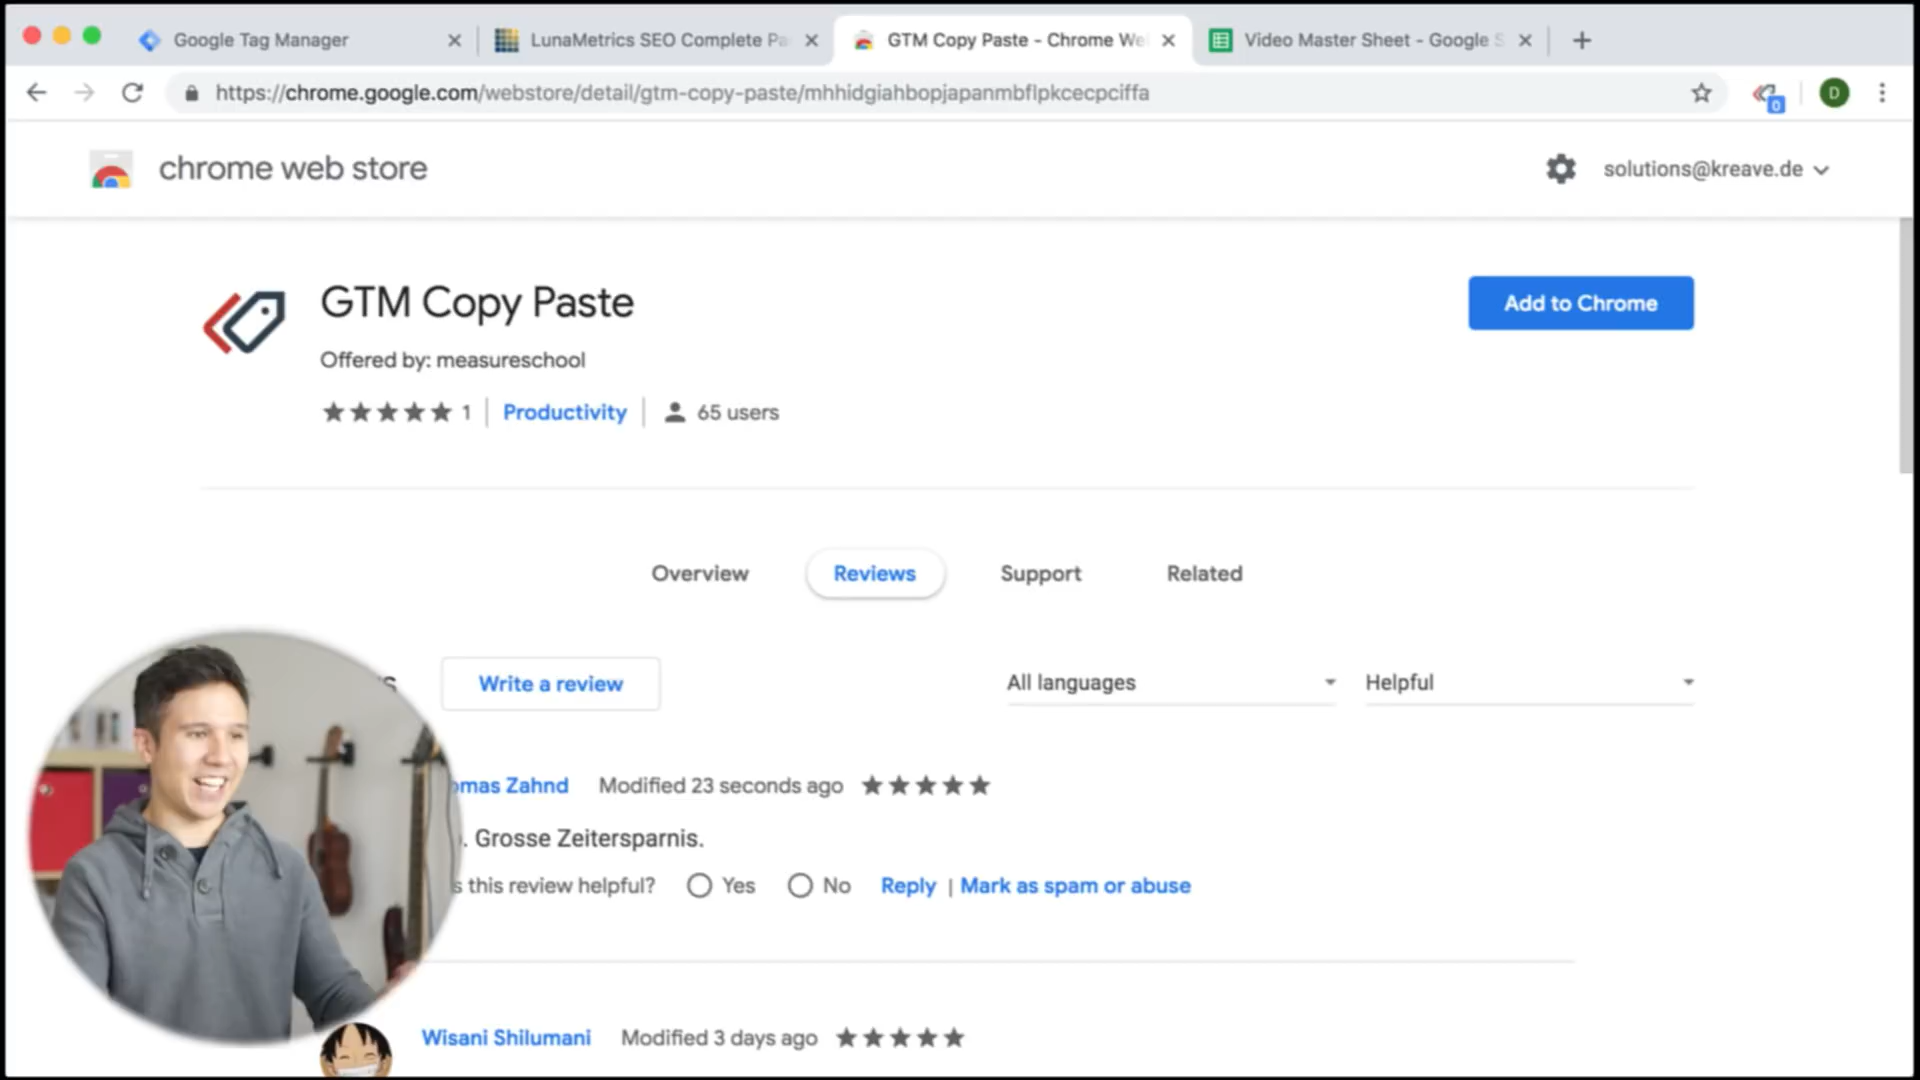 Google Tag Manager
LunaMetrics SEO Complete Pa
GTM Copy Paste - Chrome We
Video Master Sheet - Google S
https://chrome.google.com/webstore/detail/gtm-copy-paste/mhhidgiahbopjapanmbflpkcecpciffa
0
D
chrome web store
solutions@kreave.de
GTM Copy Paste
Add to Chrome
Offered by: measureschool
1
Productivity
65 users
Overview
Reviews
Support
Related
s
Write a review
All languages
Helpful
omas Zahnd
Modified 23 seconds ago
. Grosse Zeitersparnis.
s this review helpful?
Yes
No
Reply | Mark as spam or abuse
Wisani Shilumani
Modified 3 days ago